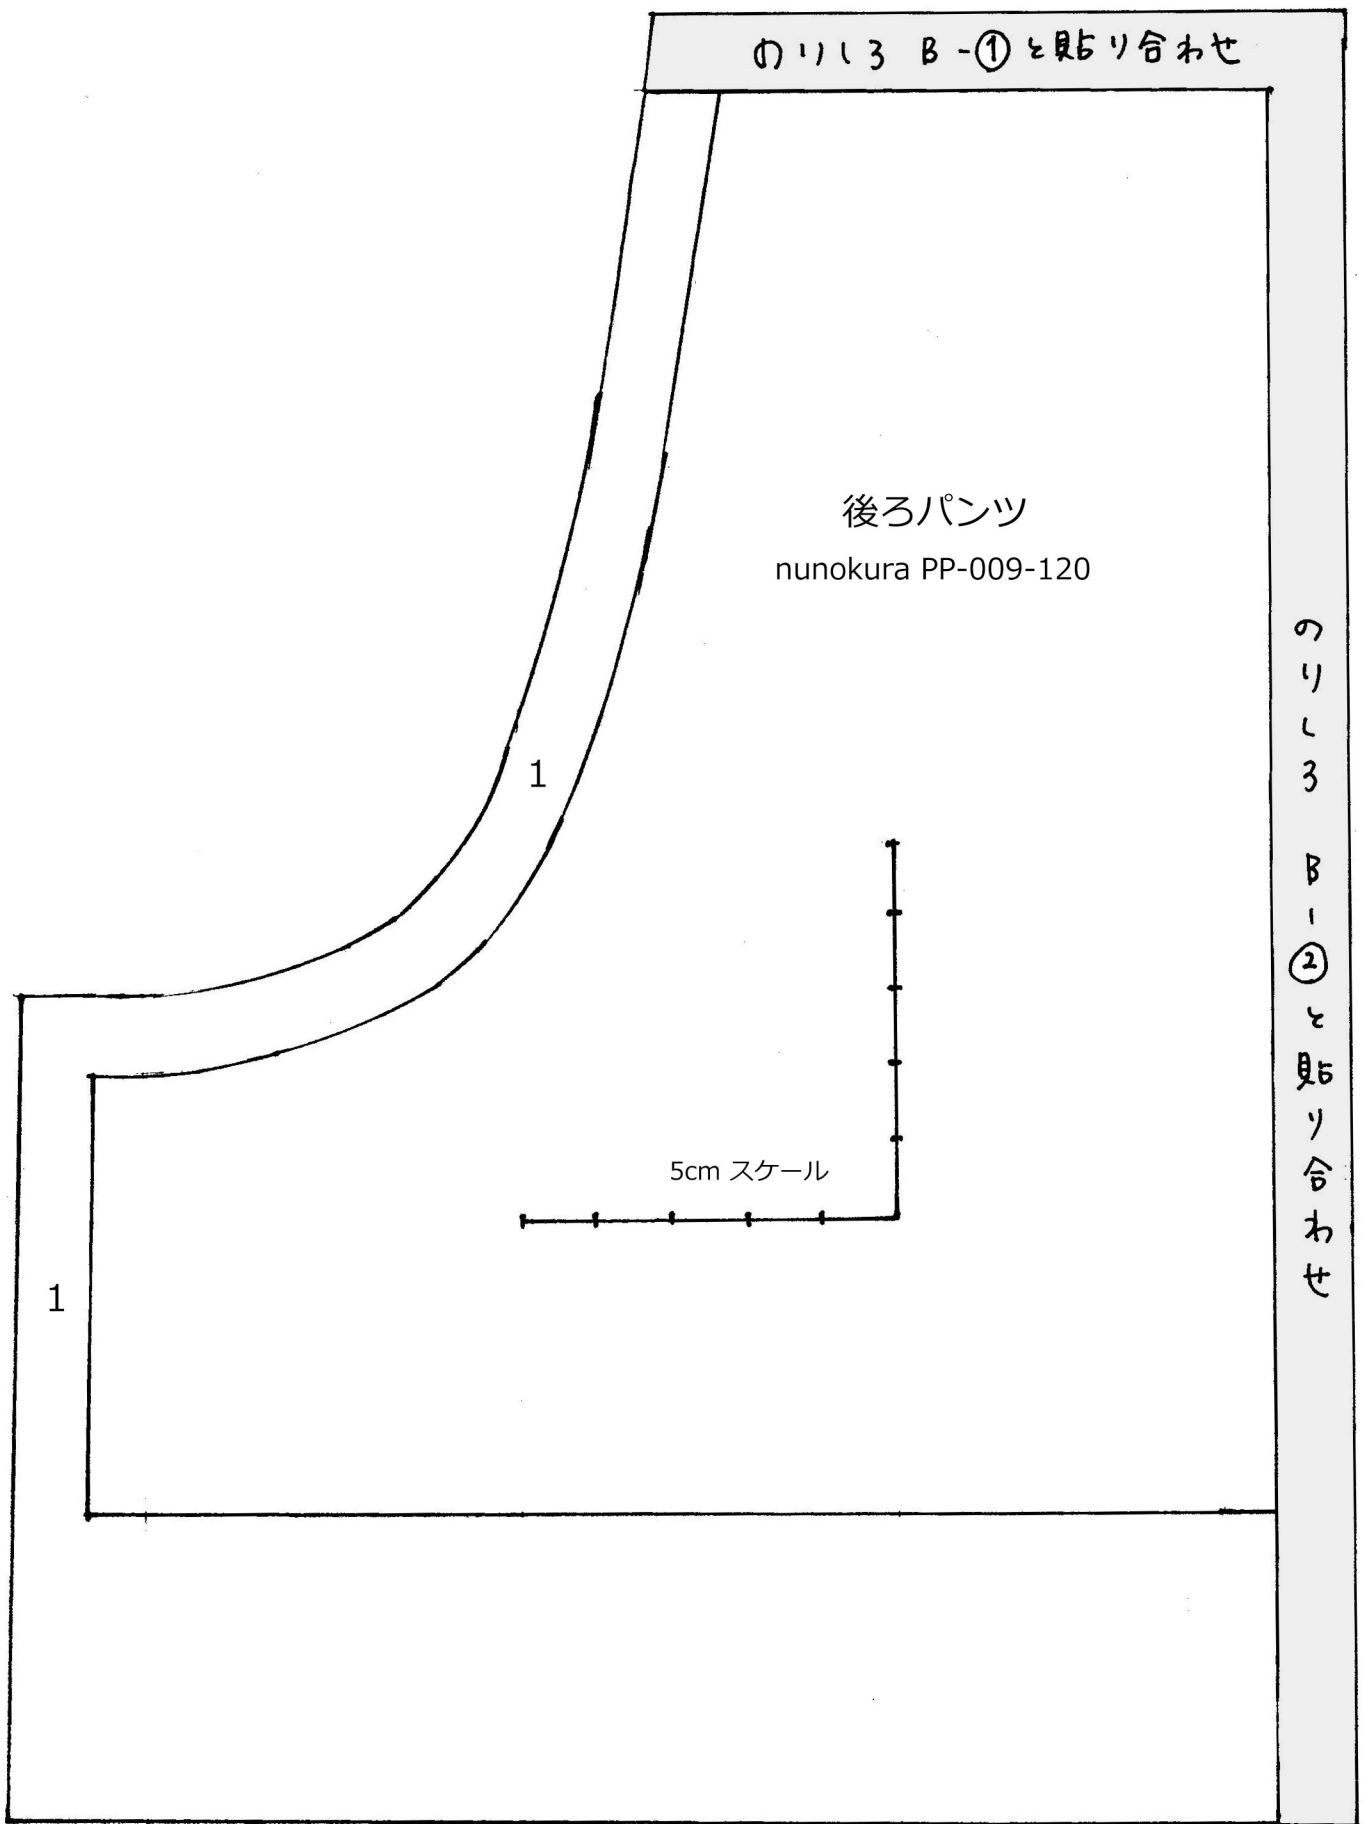 のりしろ B-①と貼り合わせ
後ろパンツ
nunokura PP-009-120
のりしろ B-②と貼り合わせ
1
5cm スケール
1